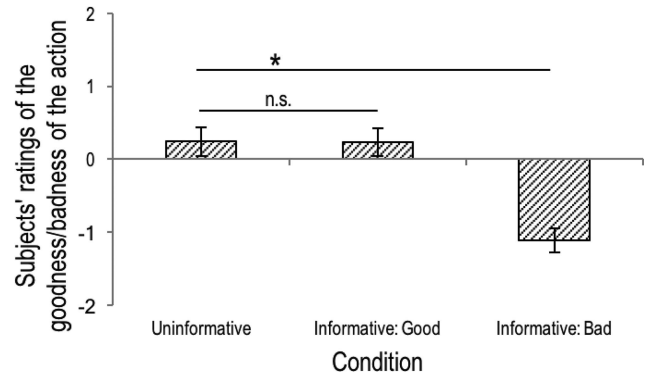 Subjects' ratings of the
goodness/badness of the action
2
1
0
-1
-2
*
n.s.
Uninformative
Informative: Good
Informative: Bad
Condition